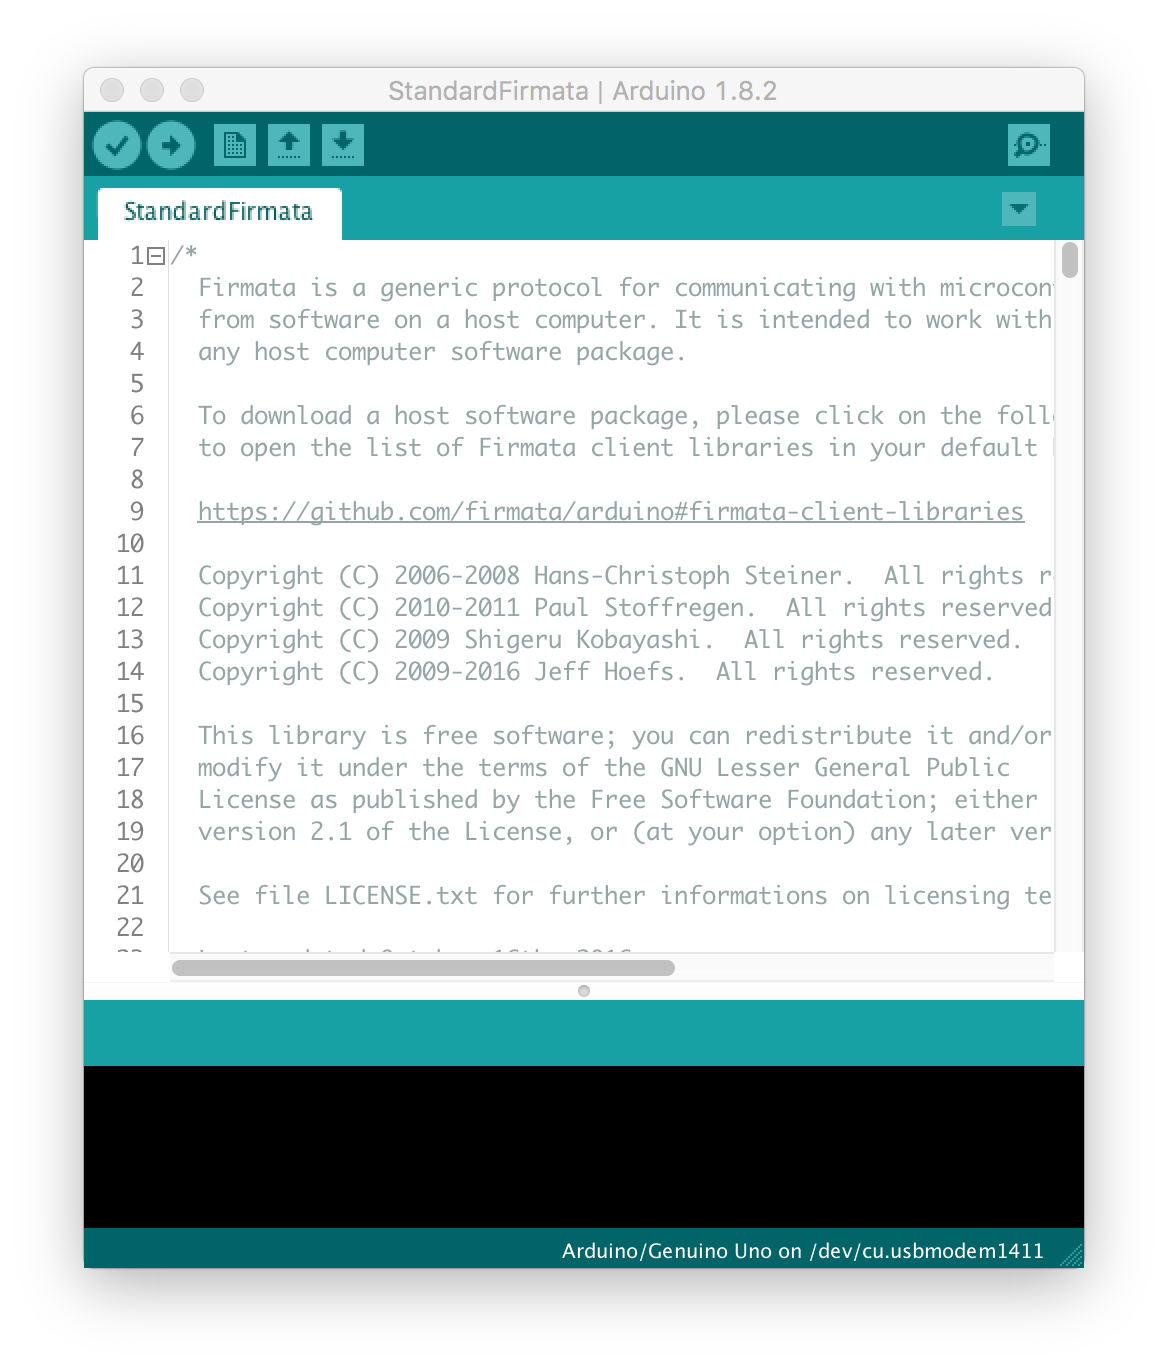 StandardFirmata | Arduino 1.8.2
StandardFirmata
1 /*
2 Firmata is a generic protocol for communicating with
3 from software on a host computer. It is intended to work with
4 any host computer software package.
5
6 To download a host software package, please click on the
7 to open the list of Firmata client libraries in your default
8
9 https://github.com/firmata/arduino#firmata-client-libraries
10
11 Copyright (C) 2006-2008 Hans-Christoph Steiner.  All rights
12 Copyright (C) 2010-2011 Paul Stoffregen.  All rights reserved
13 Copyright (C) 2009 Shigeru Kobayashi.  All rights reserved.
14 Copyright (C) 2009-2016 Jeff Hoefs.  All rights reserved.
15
16 This library is free software; you can redistribute it and/or
17 modify it under the terms of the GNU Lesser General Public
18 License as published by the Free Software Foundation; either
19 version 2.1 of the License, or (at your option) any later ver
20
21 See file LICENSE.txt for further informations on licensing te
22
Arduino/Genuino Uno on /dev/cu.usbmodem1411